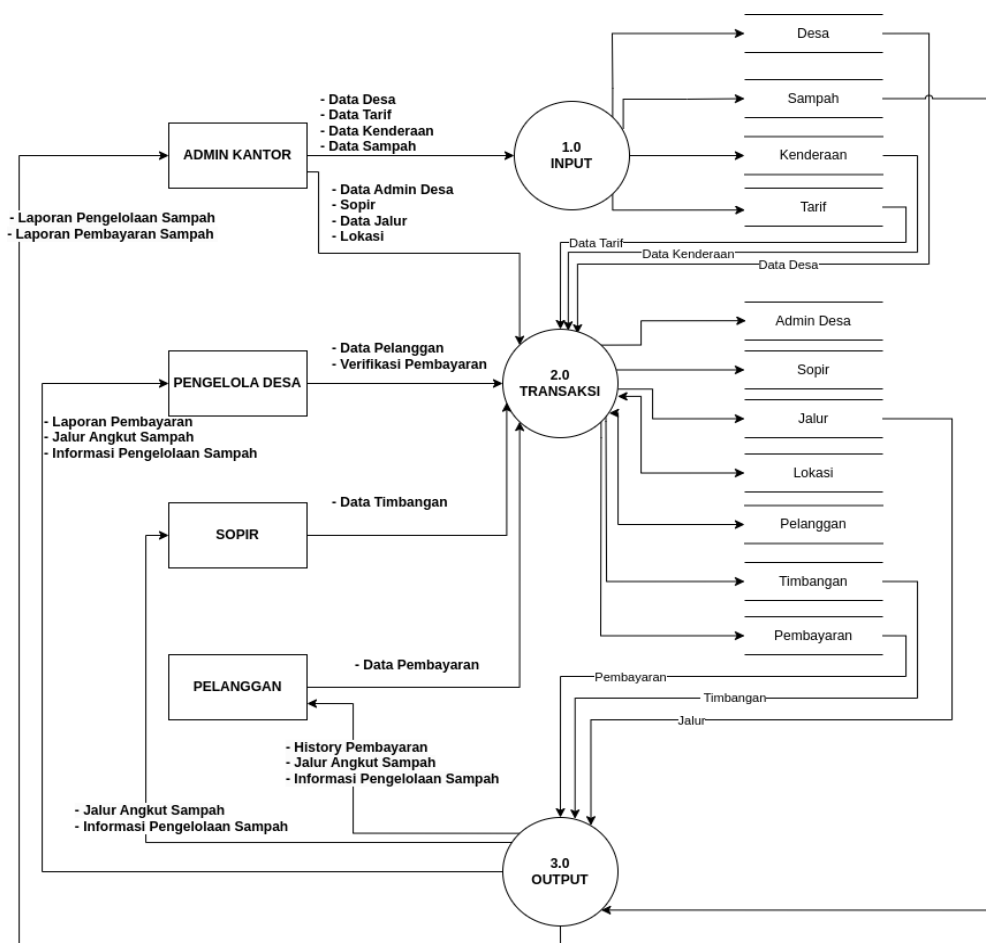 Desa
Sampah
- Data Desa
- Data Tarif
- Data Kenderaan
- Data Sampah
ADMIN KANTOR
1.0
INPUT
Kenderaan
- Data Admin Desa
- Sopir
- Data Jalur
- Lokasi
Tarif
- Laporan Pengelolaan Sampah
- Laporan Pembayaran Sampah
Data Tarif
Data Kenderaan
Data Desa
Admin Desa
- Data Pelanggan
- Verifikasi Pembayaran
PENGELOLA DESA
2.0
TRANSAKSI
Sopir
Jalur
- Laporan Pembayaran
- Jalur Angkut Sampah
- Informasi Pengelolaan Sampah
Lokasi
- Data Timbangan
SOPIR
Pelanggan
Timbangan
Pembayaran
- Data Pembayaran
PELANGGAN
Pembayaran
Timbangan
Jalur
- History Pembayaran
- Jalur Angkut Sampah
- Informasi Pengelolaan Sampah
- Jalur Angkut Sampah
- Informasi Pengelolaan Sampah
3.0
OUTPUT